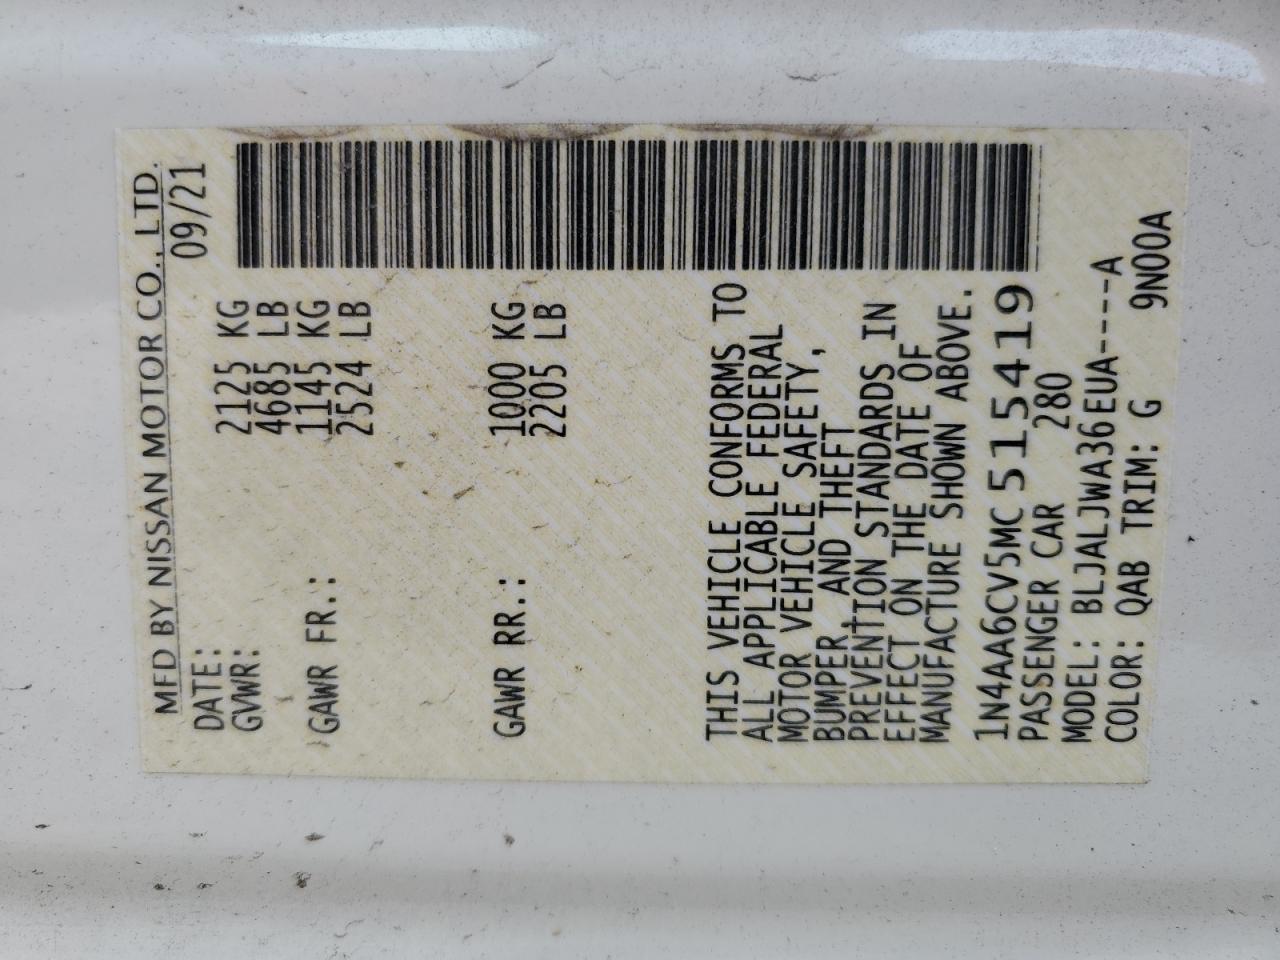 MFD BY NISSAN MOTOR CO., LTD.
DATE: 09/21
GVWR: 2125 KG
4685 LB
GAWR FR.: 1145 KG
2524 LB
GAWR RR.: 1000 KG
2205 LB
THIS VEHICLE CONFORMS TO
ALL APPLICABLE FEDERAL
MOTOR VEHICLE SAFETY,
BUMPER AND THEFT
PREVENTION STANDARDS IN
EFFECT ON THE DATE OF
MANUFACTURE SHOWN ABOVE.
1N4AA6CV5MC515419
PASSENGER CAR 280
MODEL: BLJALJWA36EUA----A
COLOR: QAB TRIM: G 9N00A